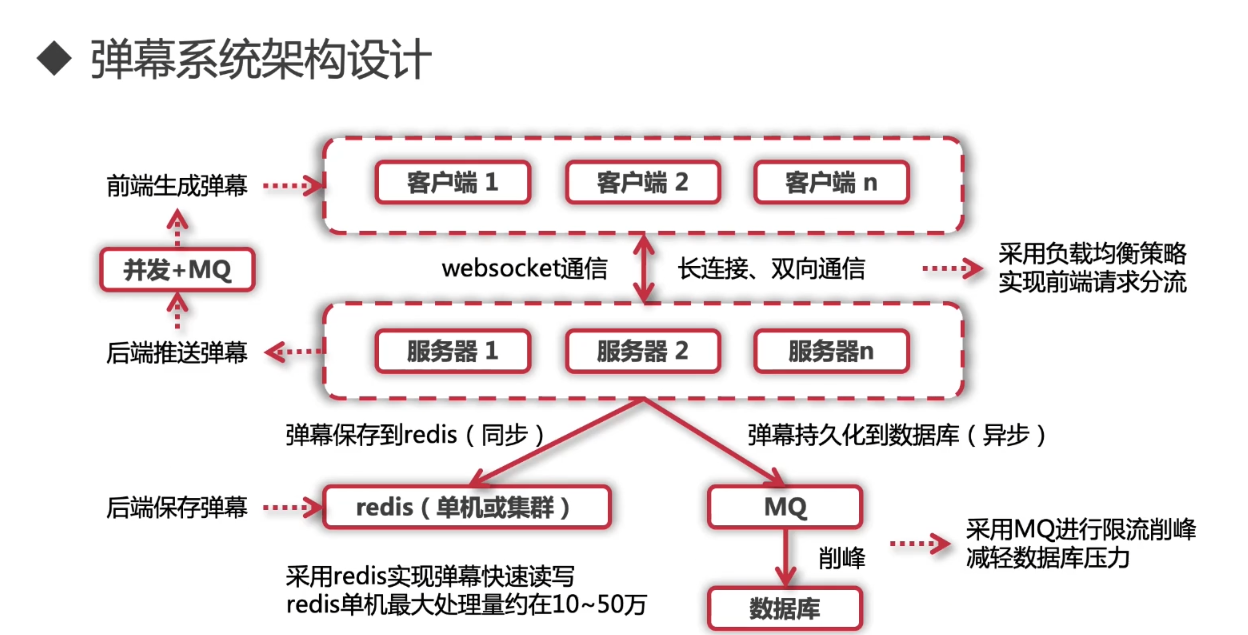 弹幕系统架构设计
前端生成弹幕
客户端 1
客户端 2
客户端 n
并发+MQ
websocket通信
长连接、双向通信
采用负载均衡策略
实现前端请求分流
后端推送弹幕
服务器 1
服务器 2
服务器n
弹幕保存到redis（同步）
弹幕持久化到数据库（异步）
后端保存弹幕
redis（单机或集群）
MQ
采用MQ进行限流削峰
减轻数据库压力
削峰
采用redis实现弹幕快速读写
redis单机最大处理量约在10~50万
数据库